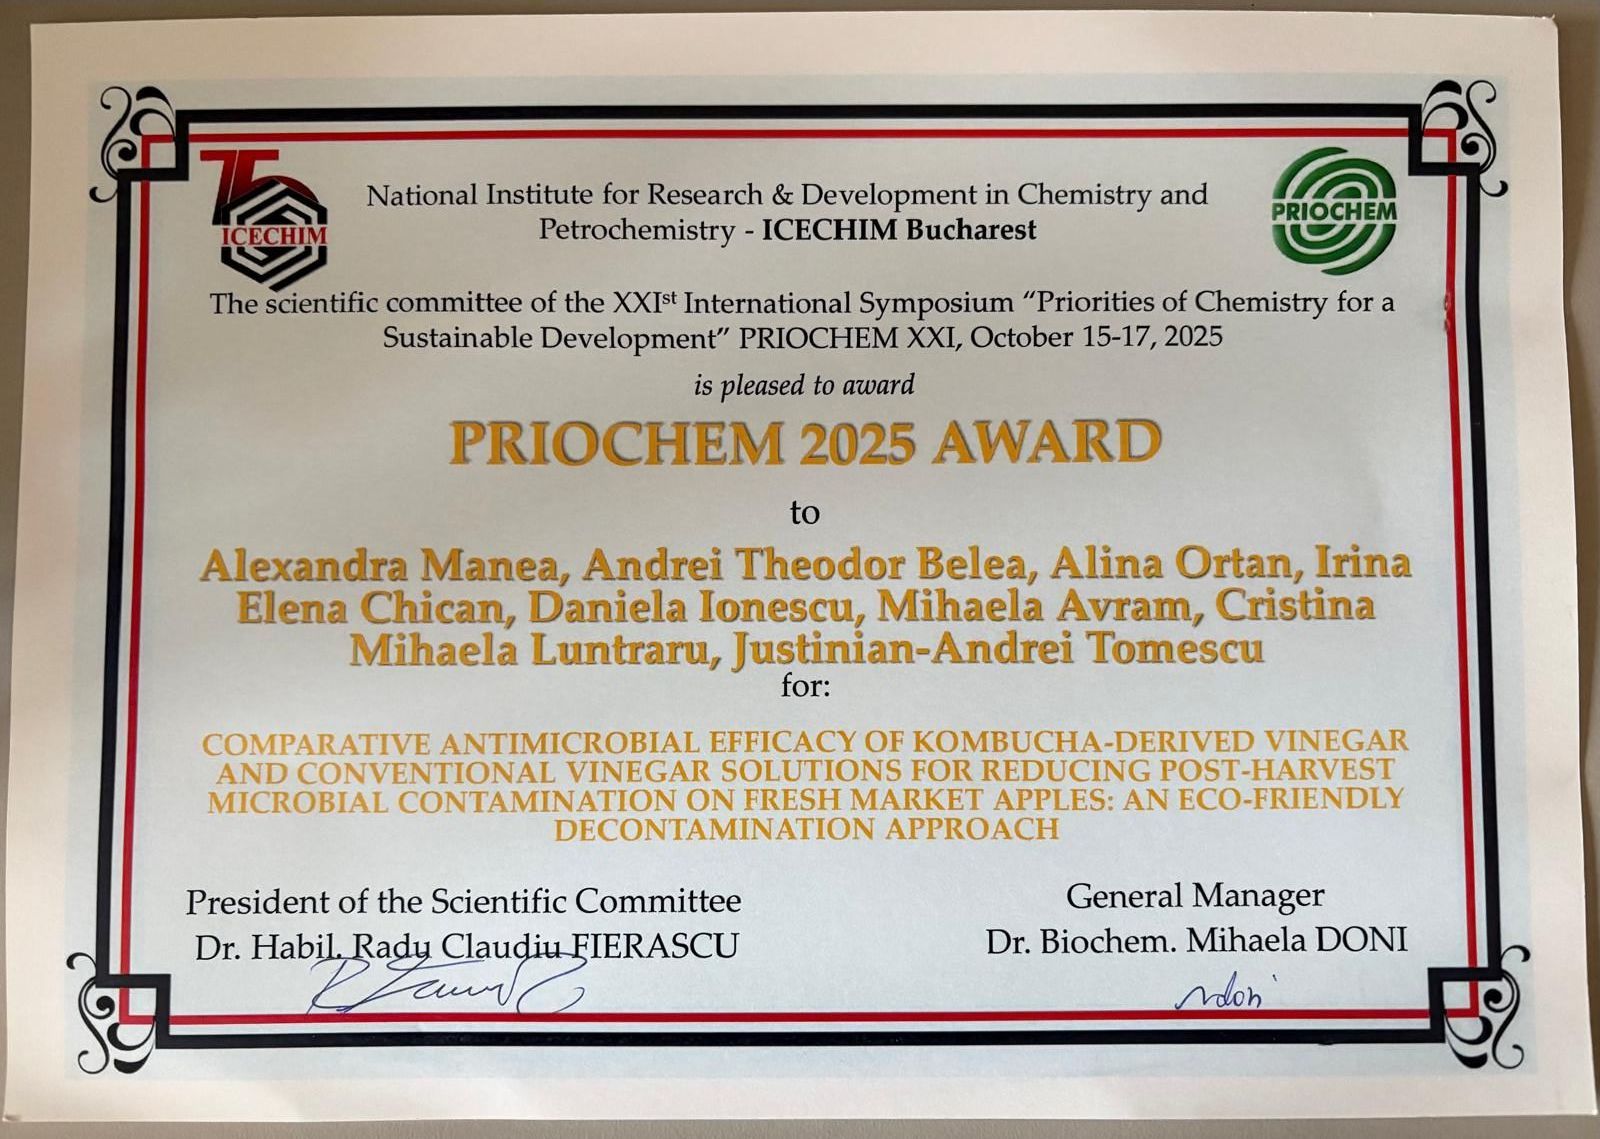 75
ICECHIM
National Institute for Research & Development in Chemistry and
Petrochemistry - ICECHIM Bucharest
PRIOCHEM
The scientific committee of the XXIst International Symposium “Priorities of Chemistry for a
Sustainable Development” PRIOCHEM XXI, October 15-17, 2025
is pleased to award
PRIOCHEM 2025 AWARD
to
Alexandra Manea, Andrei Theodor Belea, Alina Ortan, Irina
Elena Chican, Daniela Ionescu, Mihaela Avram, Cristina
Mihaela Luntraru, Justinian-Andrei Tomescu
for:
COMPARATIVE ANTIMICROBIAL EFFICACY OF KOMBUCHA-DERIVED VINEGAR
AND CONVENTIONAL VINEGAR SOLUTIONS FOR REDUCING POST-HARVEST
MICROBIAL CONTAMINATION ON FRESH MARKET APPLES: AN ECO-FRIENDLY
DECONTAMINATION APPROACH
President of the Scientific Committee
Dr. Habil. Radu Claudiu FIERASCU
General Manager
Dr. Biochem. Mihaela DONI